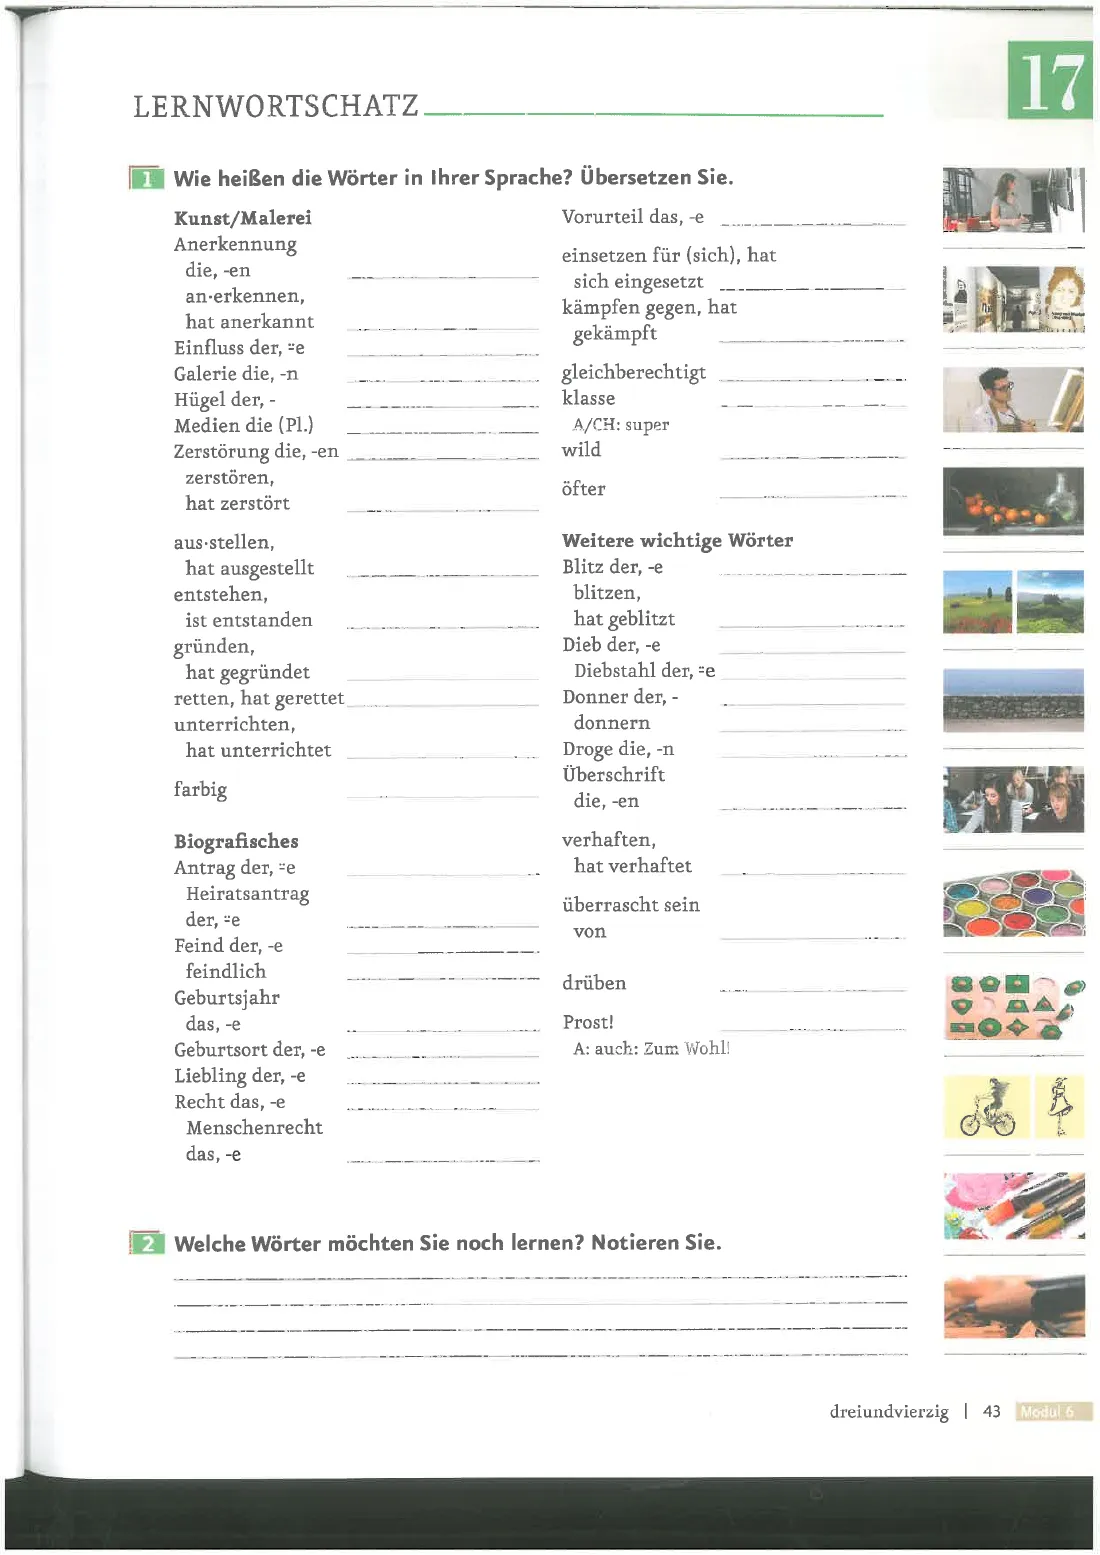 17
LERNWORTSCHATZ
1 Wie heißen die Wörter in Ihrer Sprache? Übersetzen Sie.
Kunst/Malerei
Anerkennung
die, -en
an·erkennen,
hat anerkannt
Einfluss der, ¨-e
Galerie die, -n
Hügel der, -
Medien die (Pl.)
Zerstörung die, -en
zerstören,
hat zerstört
aus·stellen,
hat ausgestellt
entstehen,
ist entstanden
gründen,
hat gegründet
retten, hat gerettet
unterrichten,
hat unterrichtet
farbig
Biografisches
Antrag der, ¨-e
Heiratsantrag
der, ¨-e
Feind der, -e
feindlich
Geburtsjahr
das, -e
Geburtsort der, -e
Liebling der, -e
Recht das, -e
Menschenrecht
das, -e
Vorurteil das, -e
einsetzen für (sich), hat
sich eingesetzt
kämpfen gegen, hat
gekämpft
gleichberechtigt
klasse
A/CH: super
wild
öfter
Weitere wichtige Wörter
Blitz der, -e
blitzen,
hat geblitzt
Dieb der, -e
Diebstahl der, ¨-e
Donner der, -
donnern
Droge die, -n
Überschrift
die, -en
verhaften,
hat verhaftet
überrascht sein
von
drüben
Prost!
A: auch: Zum Wohl!
2 Welche Wörter möchten Sie noch lernen? Notieren Sie.
dreiundvierzig | 43 Modul 6